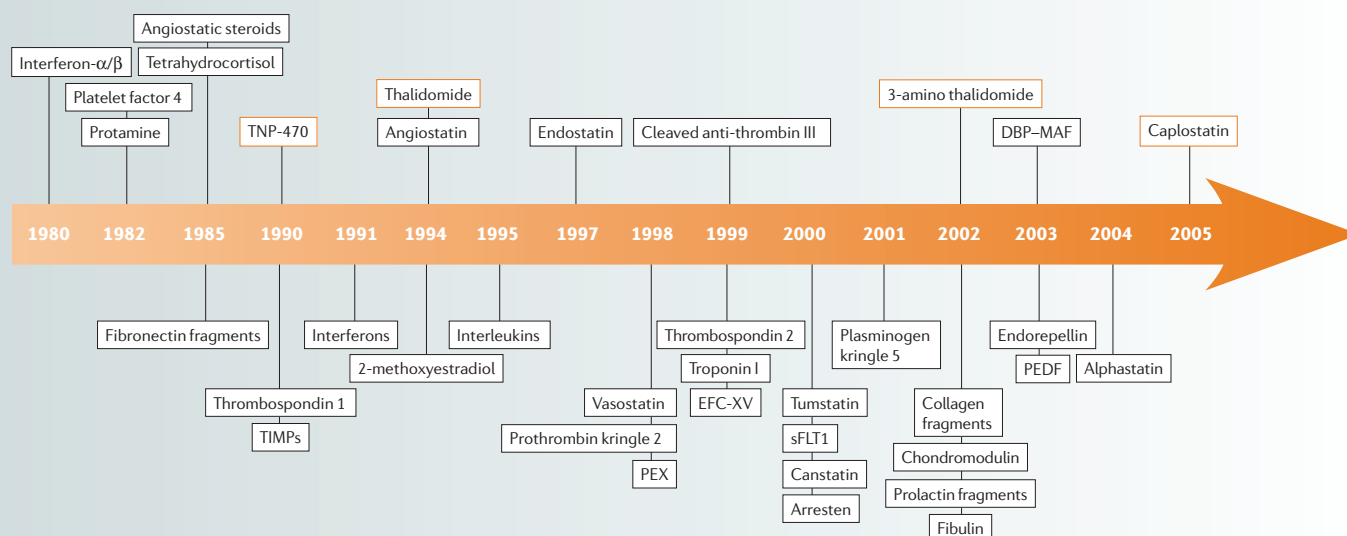 Angiostatic steroids
Interferon-α/β
Tetrahydrocortisol
Platelet factor 4
Thalidomide
3-amino thalidomide
Protamine
TNP-470
Angiostatin
Endostatin
Cleaved anti-thrombin III
DBP–MAF
Caplostatin
1980 1982 1985 1990 1991 1994 1995 1997 1998 1999 2000 2001 2002 2003 2004 2005
Fibronectin fragments
Interferons
Interleukins
Thrombospondin 2
Plasminogen
kringle 5
Endorepellin
2-methoxyestradiol
Troponin I
PEDF
Alphastatin
Thrombospondin 1
Vasostatin
EFC-XV
Tumstatin
Collagen
fragments
TIMPs
Prothrombin kringle 2
sFLT1
Chondromodulin
PEX
Canstatin
Prolactin fragments
Arresten
Fibulin